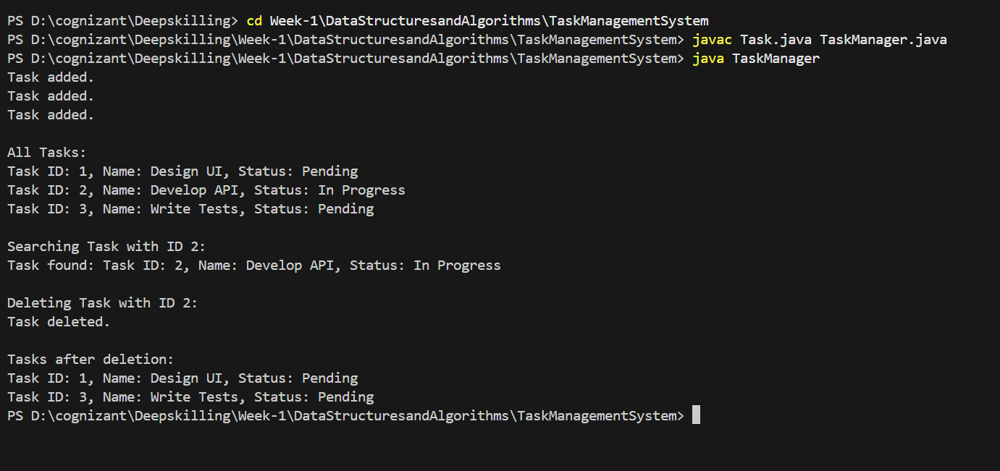 PS D:\cognizant\Deepskilling> cd Week-1\DataStructuresandAlgorithms\TaskManagementSystem
PS D:\cognizant\Deepskilling\Week-1\DataStructuresandAlgorithms\TaskManagementSystem> javac Task.java TaskManager.java
PS D:\cognizant\Deepskilling\Week-1\DataStructuresandAlgorithms\TaskManagementSystem> java TaskManager
Task added.
Task added.
Task added.

All Tasks:
Task ID: 1, Name: Design UI, Status: Pending
Task ID: 2, Name: Develop API, Status: In Progress
Task ID: 3, Name: Write Tests, Status: Pending

Searching Task with ID 2:
Task found: Task ID: 2, Name: Develop API, Status: In Progress

Deleting Task with ID 2:
Task deleted.

Tasks after deletion:
Task ID: 1, Name: Design UI, Status: Pending
Task ID: 3, Name: Write Tests, Status: Pending
PS D:\cognizant\Deepskilling\Week-1\DataStructuresandAlgorithms\TaskManagementSystem>